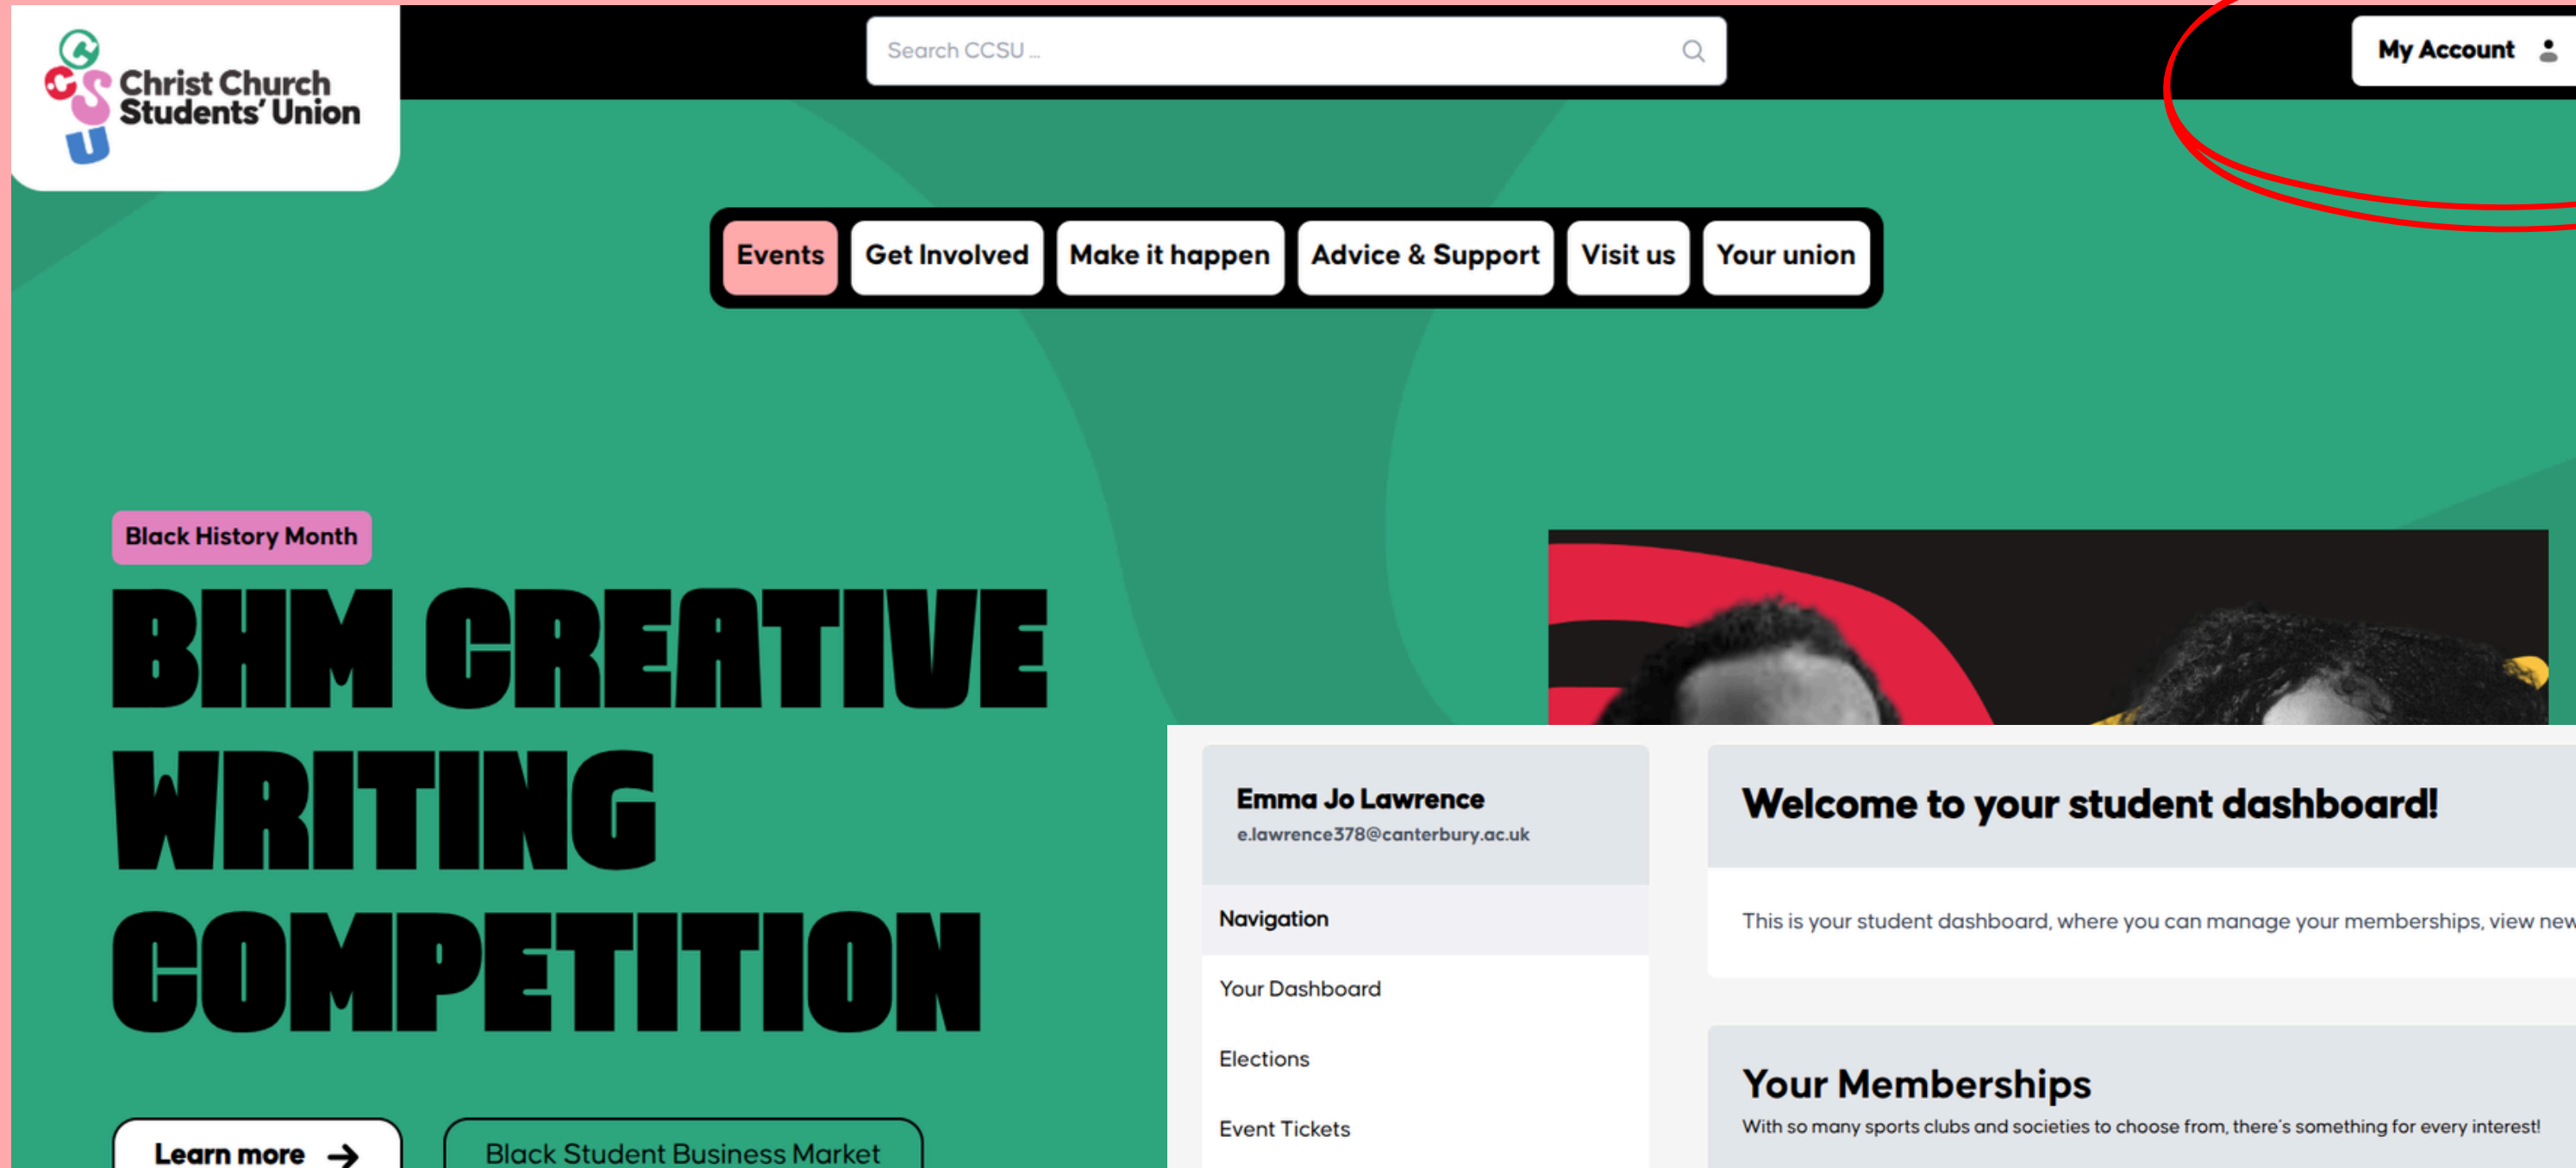 CCSU
Christ Church
Students' Union
Search CCSU ...
My Account
Events
Get Involved
Make it happen
Advice & Support
Visit us
Your union
Black History Month
BHM CREATIVE
WRITING
COMPETITION
Learn more
Black Student Business Market
Emma Jo Lawrence
e.lawrence378@canterbury.ac.uk
Navigation
Your Dashboard
Elections
Event Tickets
Welcome to your student dashboard!
This is your student dashboard, where you can manage your memberships, view new
Your Memberships
With so many sports clubs and societies to choose from, there's something for every interest!